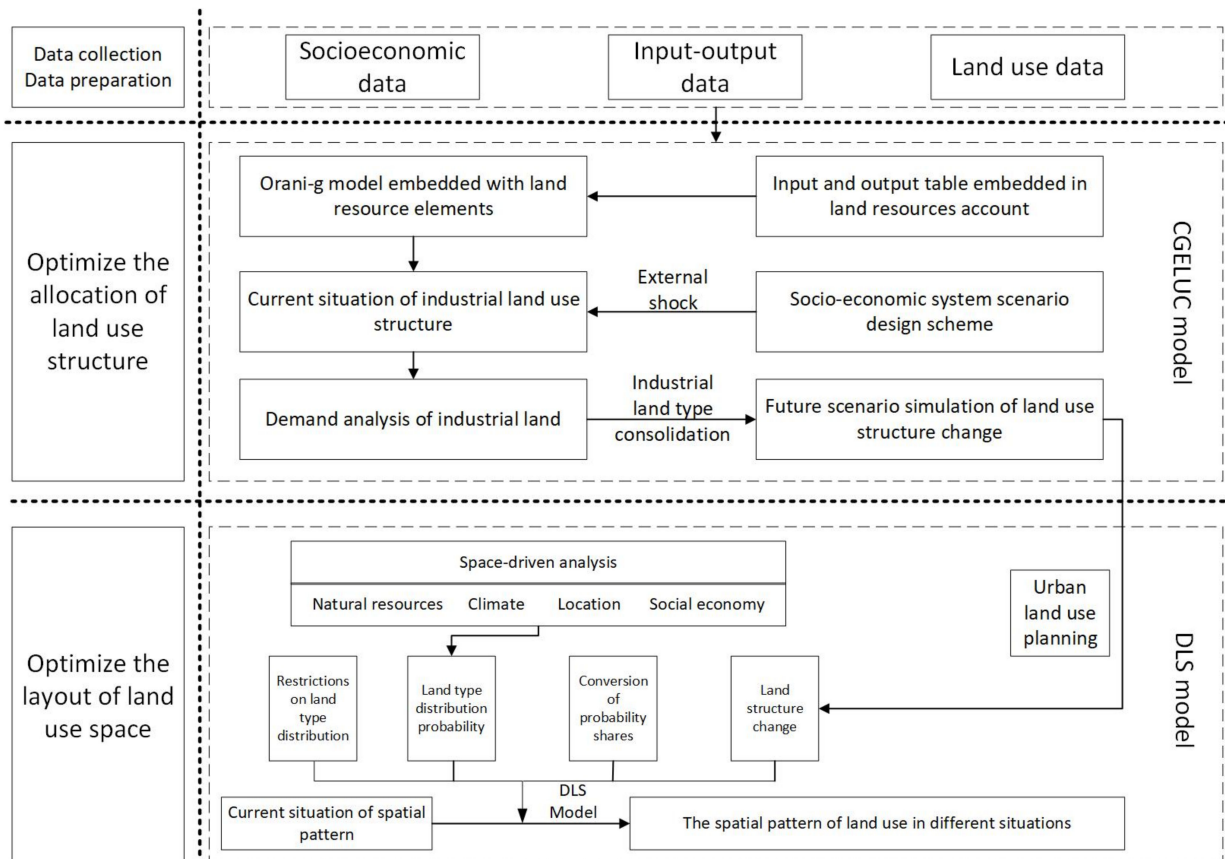 Data collection
Data preparation
Socioeconomic
data
Input-output
data
Land use data
Optimize the
allocation of
land use
structure
Orani-g model embedded with land
resource elements
Input and output table embedded in
land resources account
Current situation of industrial land use
structure
External
shock
Socio-economic system scenario
design scheme
Demand analysis of industrial land
Industrial
land type
consolidation
Future scenario simulation of land use
structure change
CGELUC model
Optimize the
layout of land
use space
Space-driven analysis
Natural resources Climate Location Social economy
Urban
land use
planning
Restrictions
on land
type
distribution
Land type
distribution
probability
Conversion
of
probability
shares
Land
structure
change
DLS
Model
Current situation of spatial
pattern
The spatial pattern of land use in different situations
DLS model